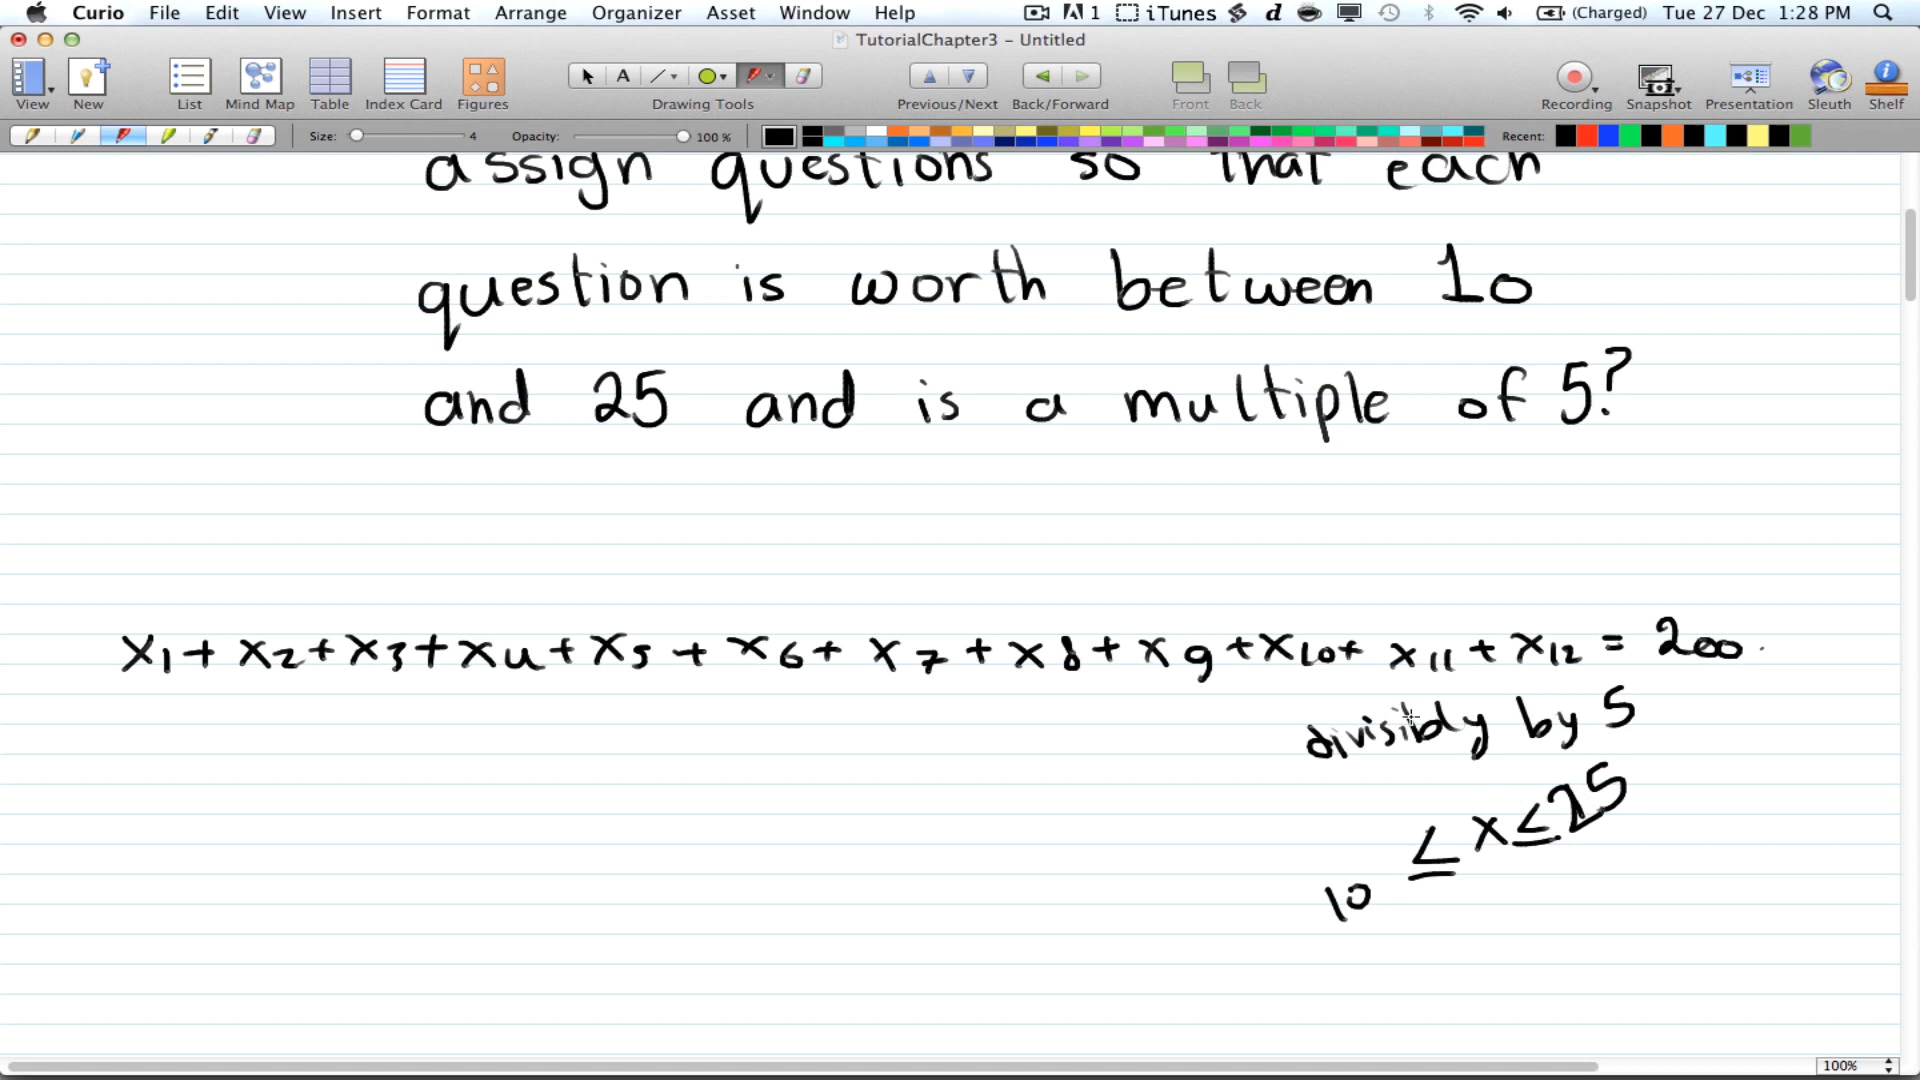 Curio File Edit View Insert Format Arrange Organizer Asset Window Help 1 iTunes d (Charged) Tue 27 Dec 1:28 PM
TutorialChapter3 – Untitled
View New List Mind Map Table Index Card Figures A Drawing Tools Previous/Next Back/Forward Front Back Recording Snapshot Presentation Sleuth Shelf
Size: 4 Opacity: 100 % Recent:
assign questions so that each
question is worth between 10
and 25 and is a multiple of 5?
x1 + x2 + x3 + x4 + x5 + x6 + x7 + x8 + x9 + x10 + x11 + x12 = 200.
divisibly by 5
10 ≤ x ≤ 25
100%